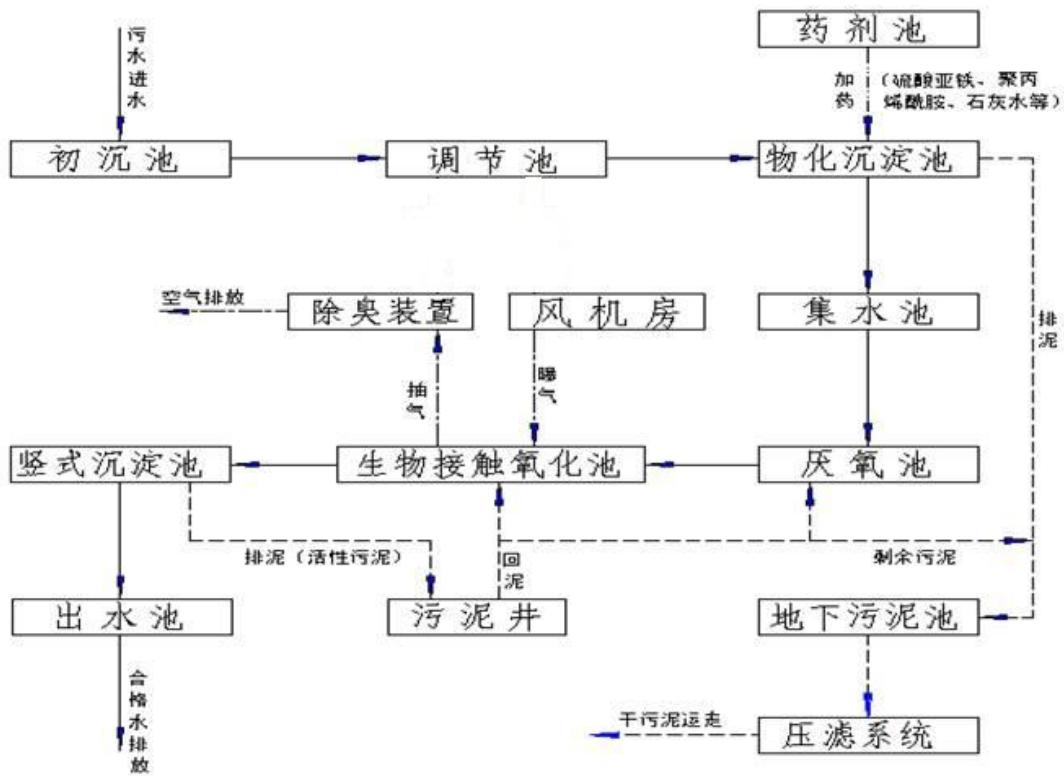 污水进水
药剂池
加药
（硫酸亚铁、聚丙
烯酰胺、石灰水等）
初沉池
调节池
物化沉淀池
空气排放
除臭装置
风机房
集水池
排泥
抽气
曝气
竖式沉淀池
生物接触氧化池
厌氧池
排泥（活性污泥）
回泥
剩余污泥
出水池
污泥井
地下污泥池
合格水排放
干污泥运走
压滤系统